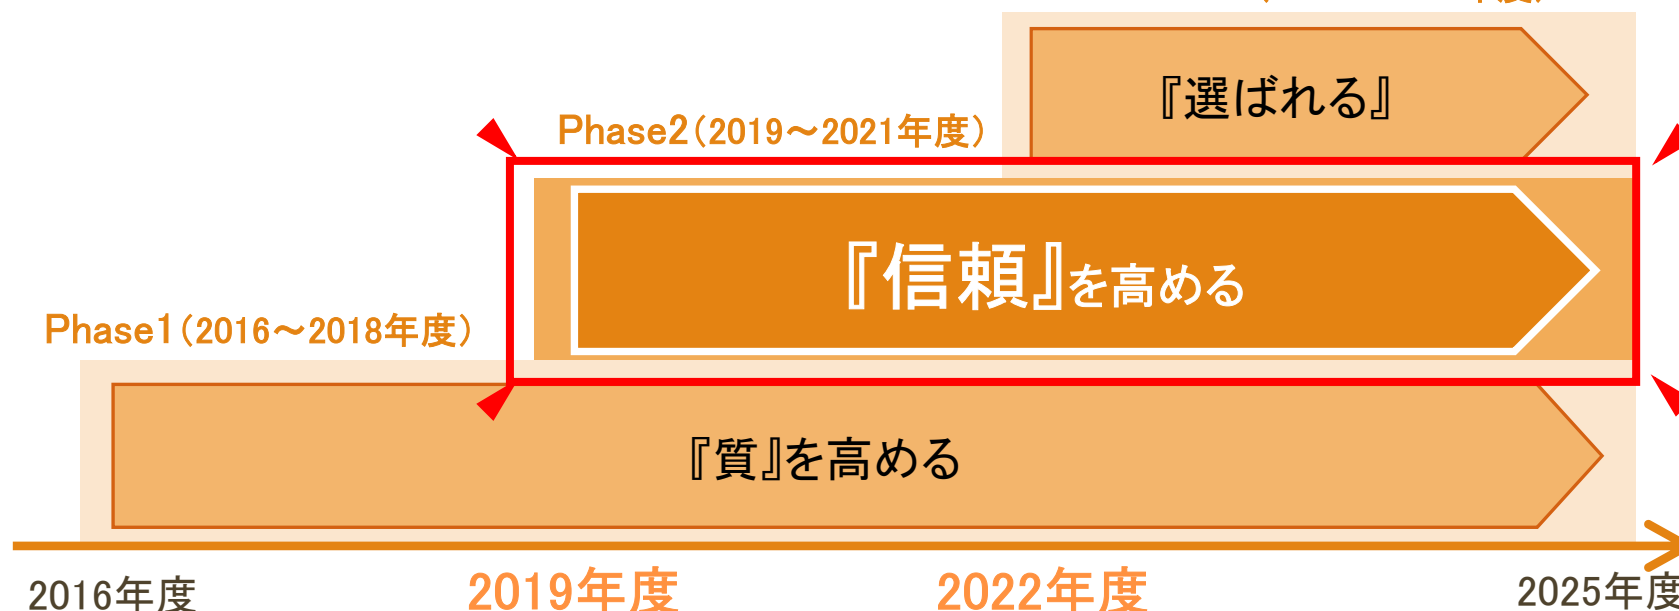 『選ばれる』
Phase2(2019～2021年度)
『信頼』を高める
Phase1(2016～2018年度)
『質』を高める
2016年度
2019年度
2022年度
2025年度